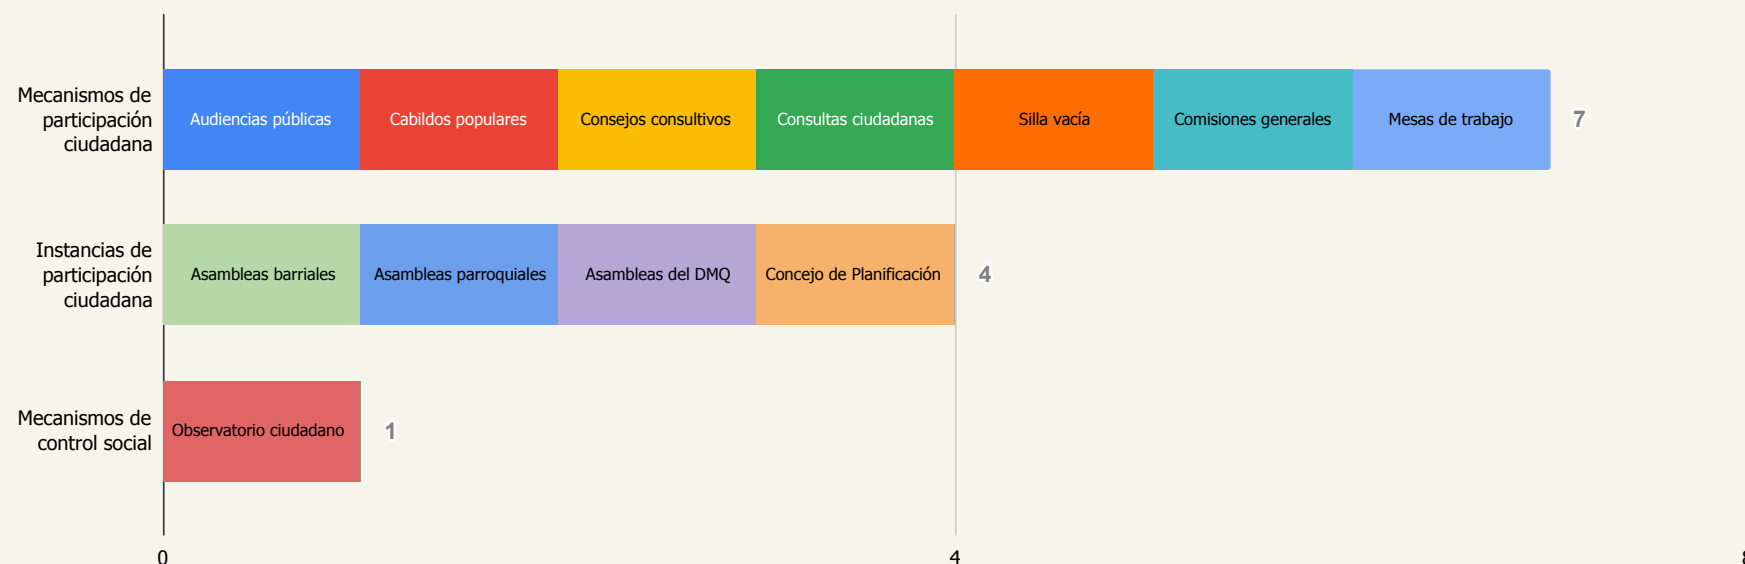 Mecanismos de
participación
ciudadana
Audiencias públicas
Cabildos populares
Consejos consultivos
Consultas ciudadanas
Silla vacía
Comisiones generales
Mesas de trabajo
7
Instancias de
participación
ciudadana
Asambleas barriales
Asambleas parroquiales
Asambleas del DMQ
Concejo de Planificación
4
Mecanismos de
control social
Observatorio ciudadano
1
0
4
8